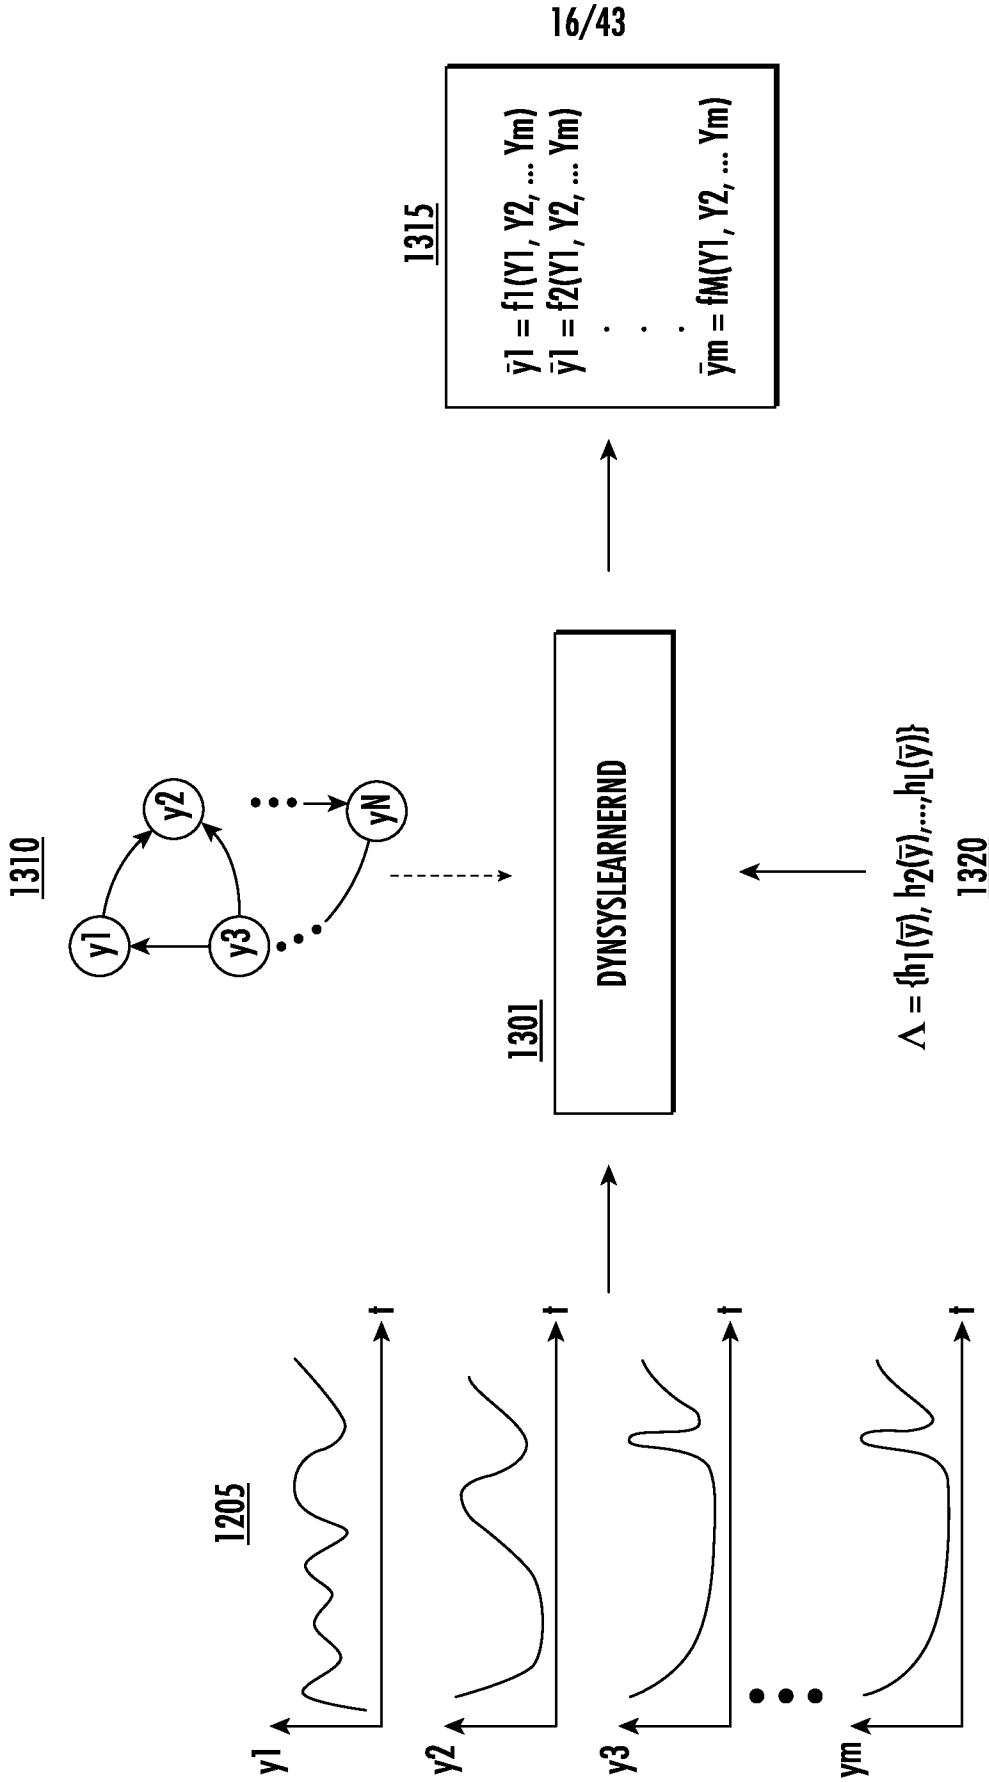 16/43
1205
y1
t
y2
t
y3
t
ym
t
1310
y1
y2
y3
yN
1301
DYNSYSLEARNERND
Λ = {h1(ȳ), h2(ȳ),...,hL(ȳ)}
1320
1315
ȳ1 = f1(Y1, Y2, ... Ym)
ȳ1 = f2(Y1, Y2, ... Ym)
. . .
ȳm = fM(Y1, Y2, ... Ym)